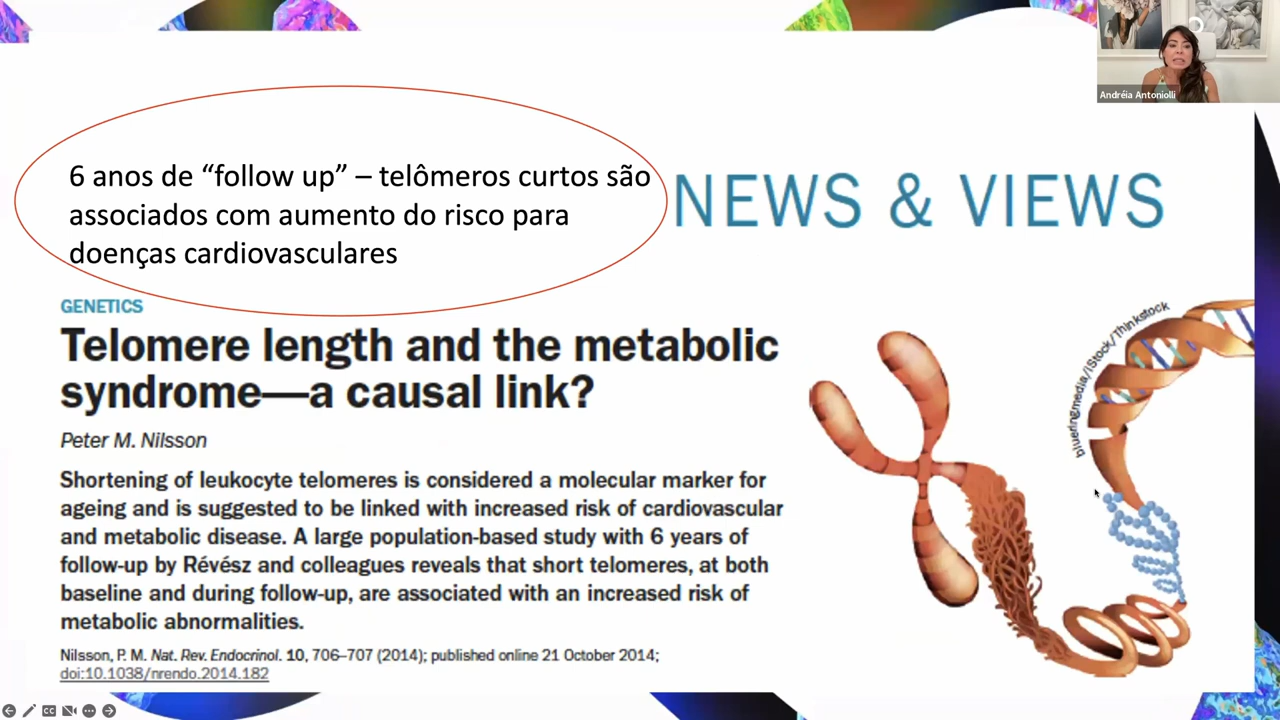 Andréia Antoniolli
6 anos de “follow up” – telômeros curtos são
associados com aumento do risco para
doenças cardiovasculares
NEWS & VIEWS
GENETICS
Telomere length and the metabolic
syndrome—a causal link?
Peter M. Nilsson
Shortening of leukocyte telomeres is considered a molecular marker for
ageing and is suggested to be linked with increased risk of cardiovascular
and metabolic disease. A large population-based study with 6 years of
follow-up by Révész and colleagues reveals that short telomeres, at both
baseline and during follow-up, are associated with an increased risk of
metabolic abnormalities.
Nilsson, P. M. Nat. Rev. Endocrinol. 10, 706–707 (2014); published online 21 October 2014;
doi:10.1038/nrendo.2014.182
blueringmedia/iStock/Thinkstock
CC